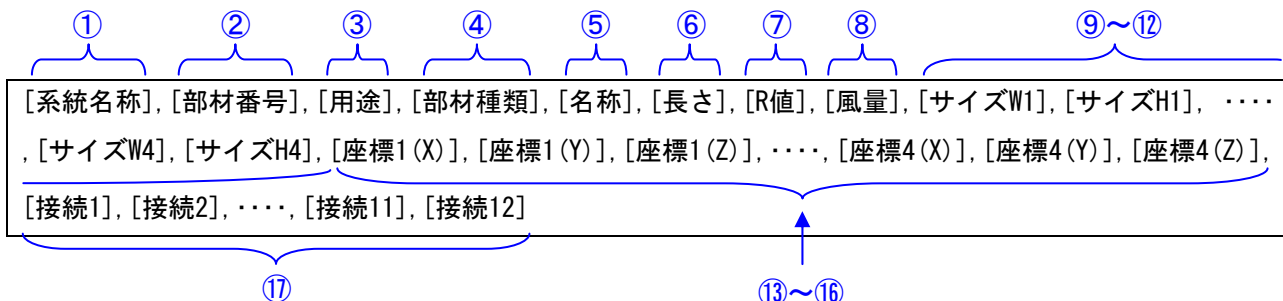 ① ② ③ ④ ⑤ ⑥ ⑦ ⑧ ⑨～⑫
[系統名称],[部材番号],[用途],[部材種類],[名称],[長さ],[R値],[風量],[サイズW1],[サイズH1], ････
,[サイズW4],[サイズH4],[座標1(X)],[座標1(Y)],[座標1(Z)],････,[座標4(X)],[座標4(Y)],[座標4(Z)],
[接続1],[接続2],････,[接続11],[接続12]
⑰ ⑬～⑯